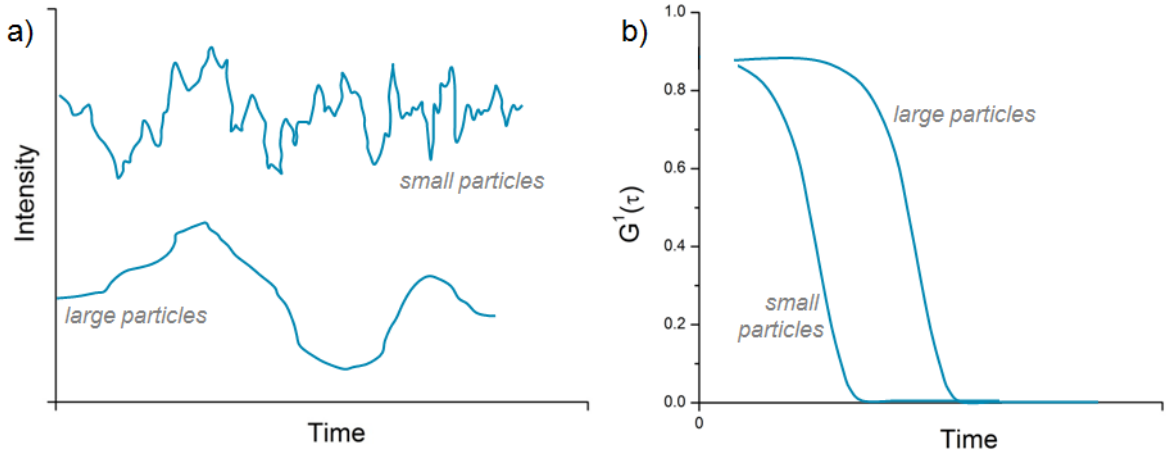 a)
Intensity
small particles
large particles
Time
b)
G¹(τ)
1.0
0.8
0.6
0.4
0.2
0.0
large particles
small
particles
0
Time